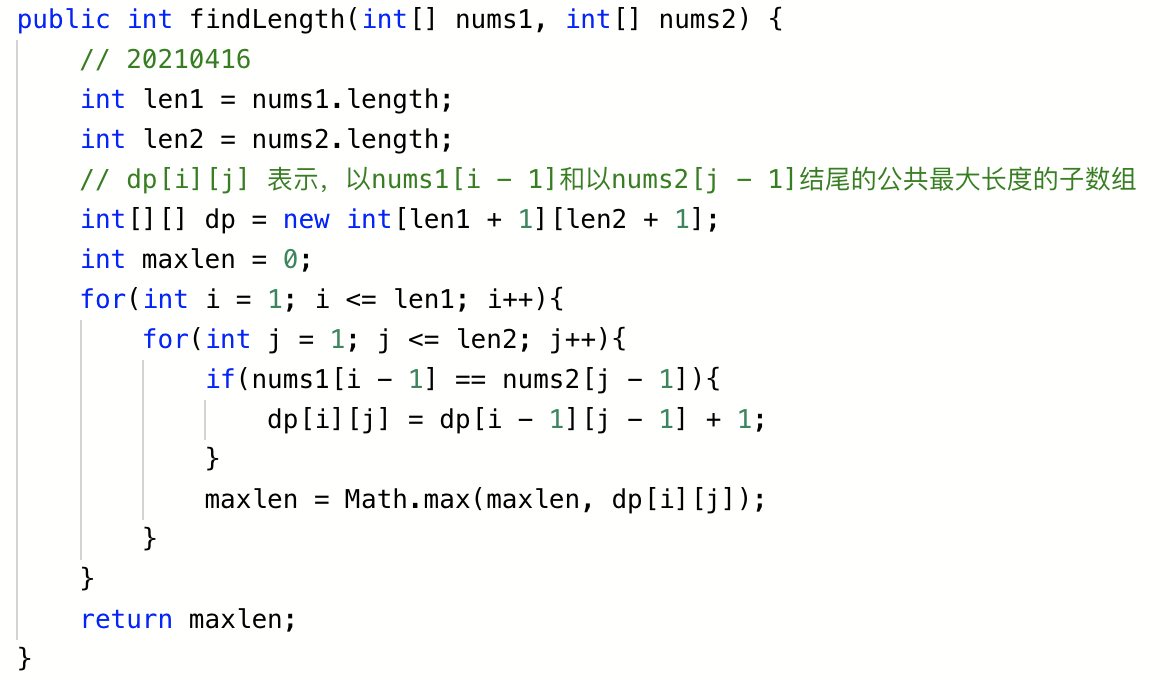 public int findLength(int[] nums1, int[] nums2) {
    // 20210416
    int len1 = nums1.length;
    int len2 = nums2.length;
    // dp[i][j] 表示，以nums1[i - 1]和以nums2[j - 1]结尾的公共最大长度的子数组
    int[][] dp = new int[len1 + 1][len2 + 1];
    int maxlen = 0;
    for(int i = 1; i <= len1; i++){
        for(int j = 1; j <= len2; j++){
            if(nums1[i - 1] == nums2[j - 1]){
                dp[i][j] = dp[i - 1][j - 1] + 1;
            }
            maxlen = Math.max(maxlen, dp[i][j]);
        }
    }
    return maxlen;
}